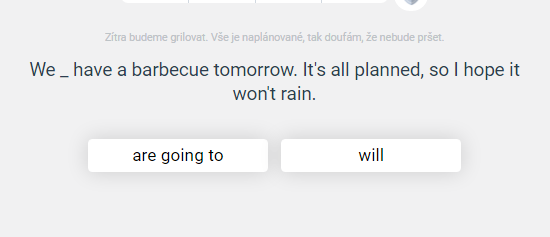 Zítra budeme grilovat. Vše je naplánované, tak doufám, že nebude pršet.
We _ have a barbecue tomorrow. It's all planned, so I hope it
won't rain.
are going to
will